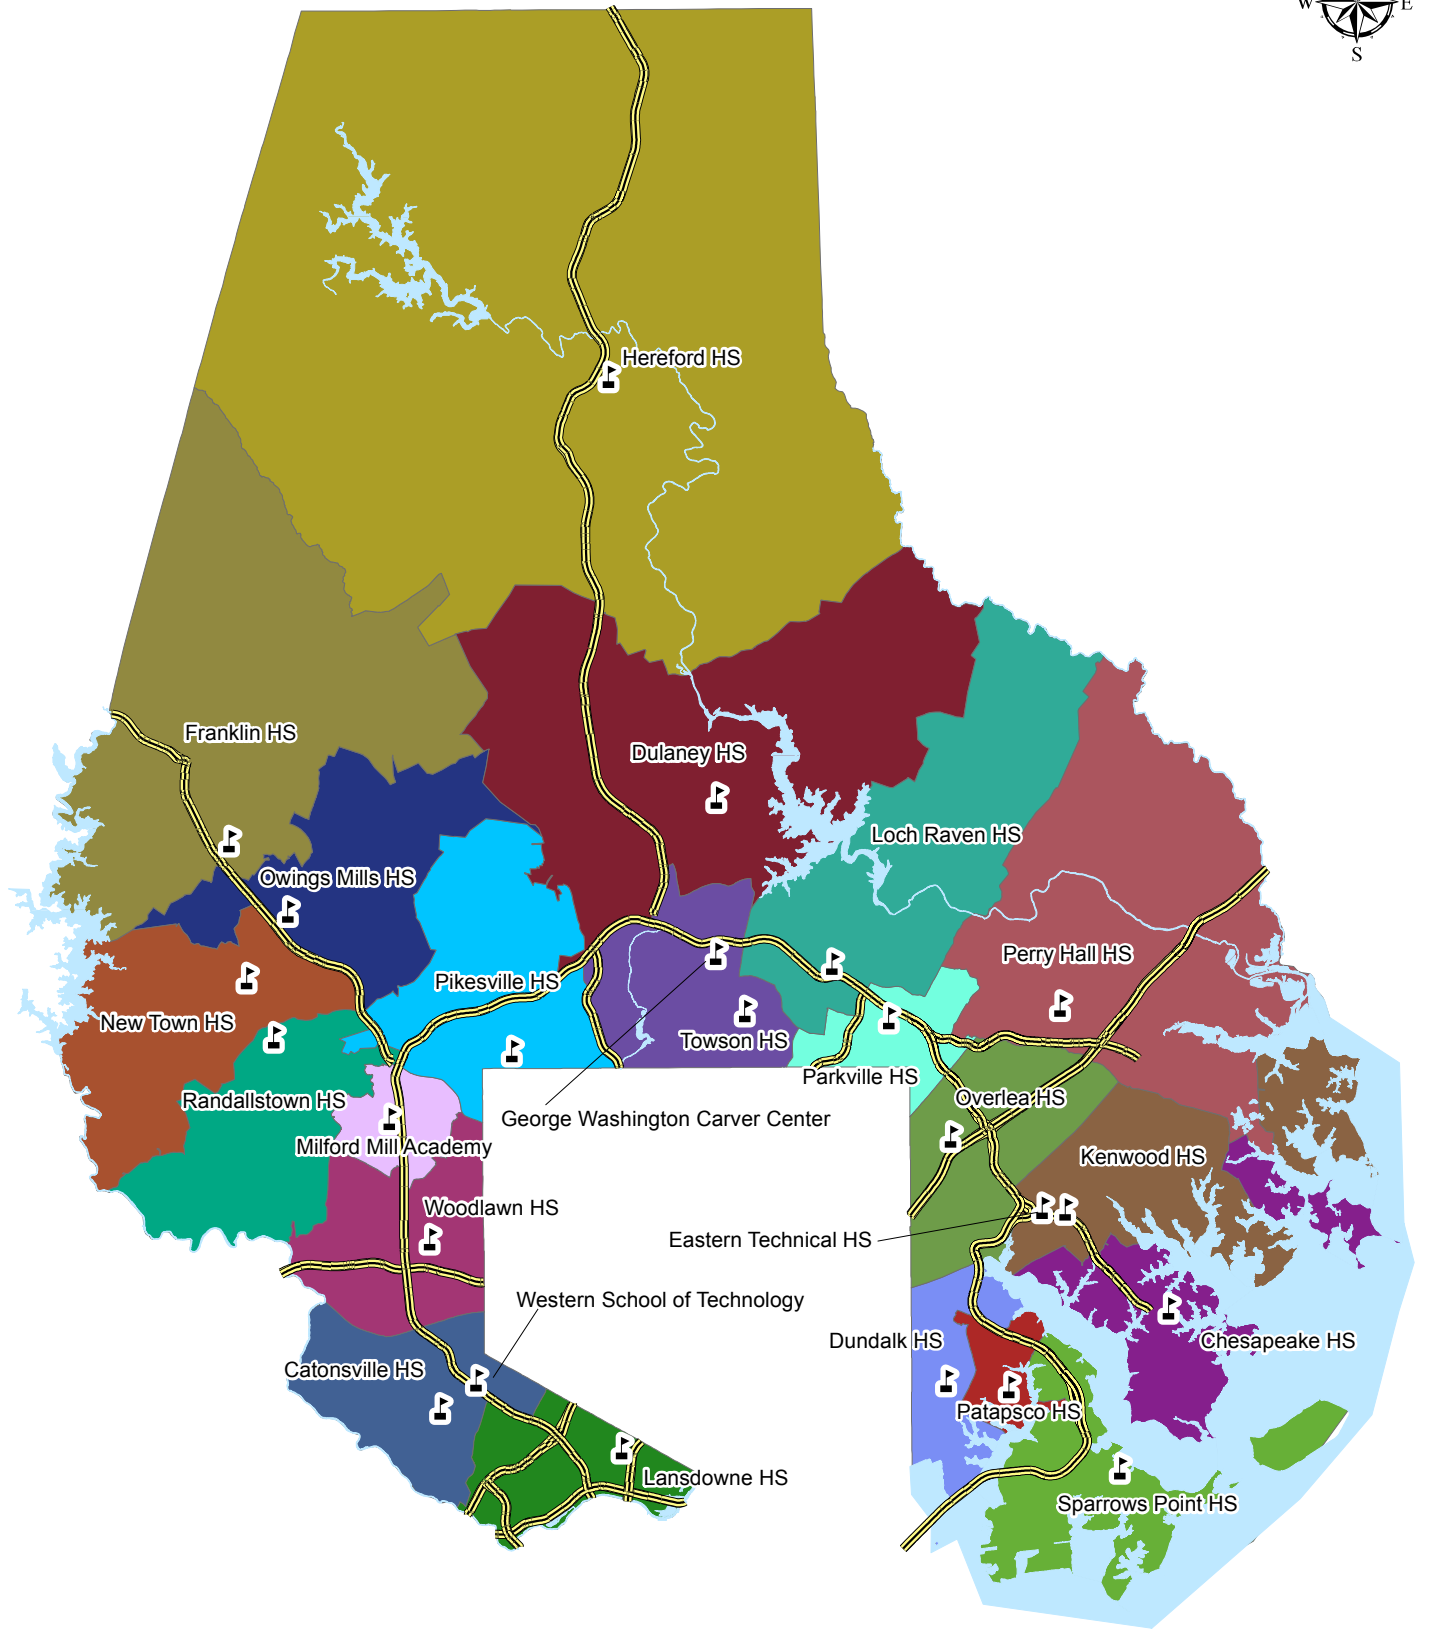 W E
S
Hereford HS
Franklin HS
Dulaney HS
Loch Raven HS
Owings Mills HS
Perry Hall HS
Pikesville HS
New Town HS
Towson HS
Parkville HS
Randallstown HS
Overlea HS
George Washington Carver Center
Milford Mill Academy
Kenwood HS
Woodlawn HS
Eastern Technical HS
Western School of Technology
Dundalk HS
Chesapeake HS
Catonsville HS
Patapsco HS
Lansdowne HS
Sparrows Point HS